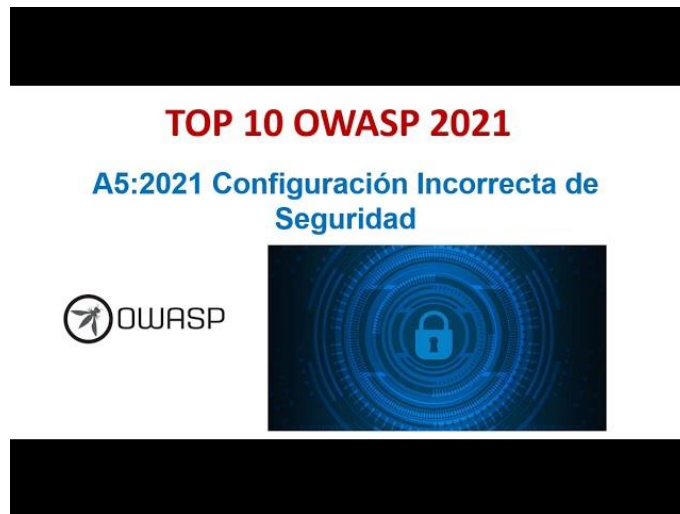 TOP 10 OWASP 2021
A5:2021 Configuración Incorrecta de
Seguridad
OWASP